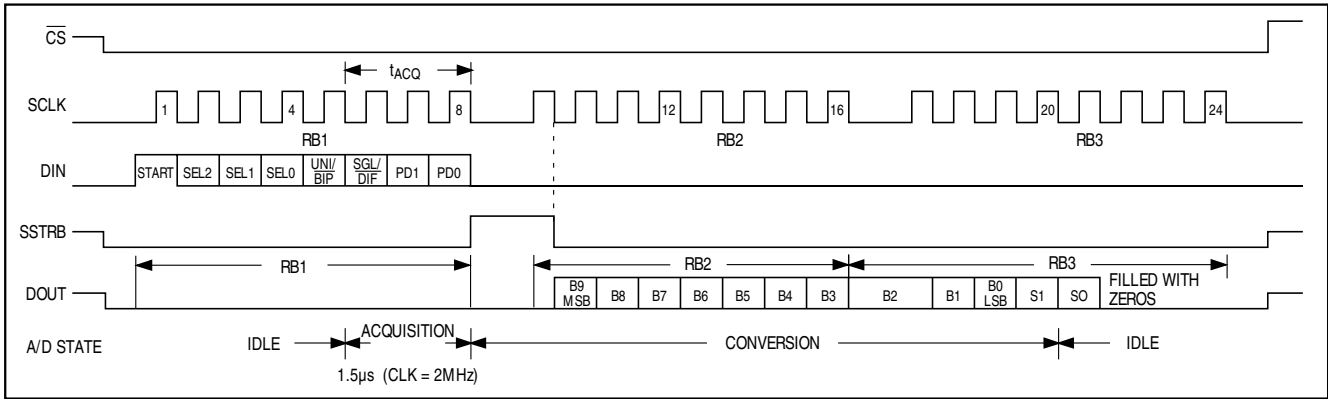 CS
tACQ
SCLK 1 4 8 12 16 20 24
RB1 RB2 RB3
DIN START SEL2 SEL1 SEL0 UNI/BIP SGL/DIF PD1 PD0
SSTRB
RB1 RB2 RB3
DOUT B9 MSB B8 B7 B6 B5 B4 B3 B2 B1 B0 LSB S1 SO FILLED WITH ZEROS
A/D STATE IDLE ACQUISITION CONVERSION IDLE
1.5µs (CLK = 2MHz)